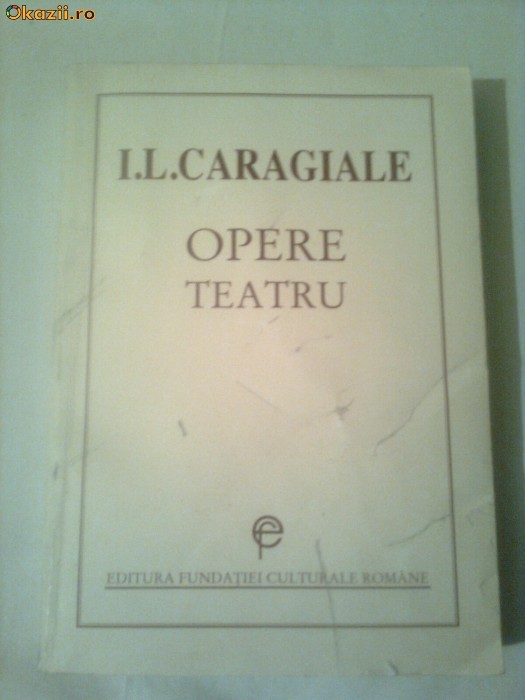 Okazii.ro
I.L.CARAGIALE
OPERE
TEATRU
EDITURA FUNDAȚIEI CULTURALE ROMÂNE